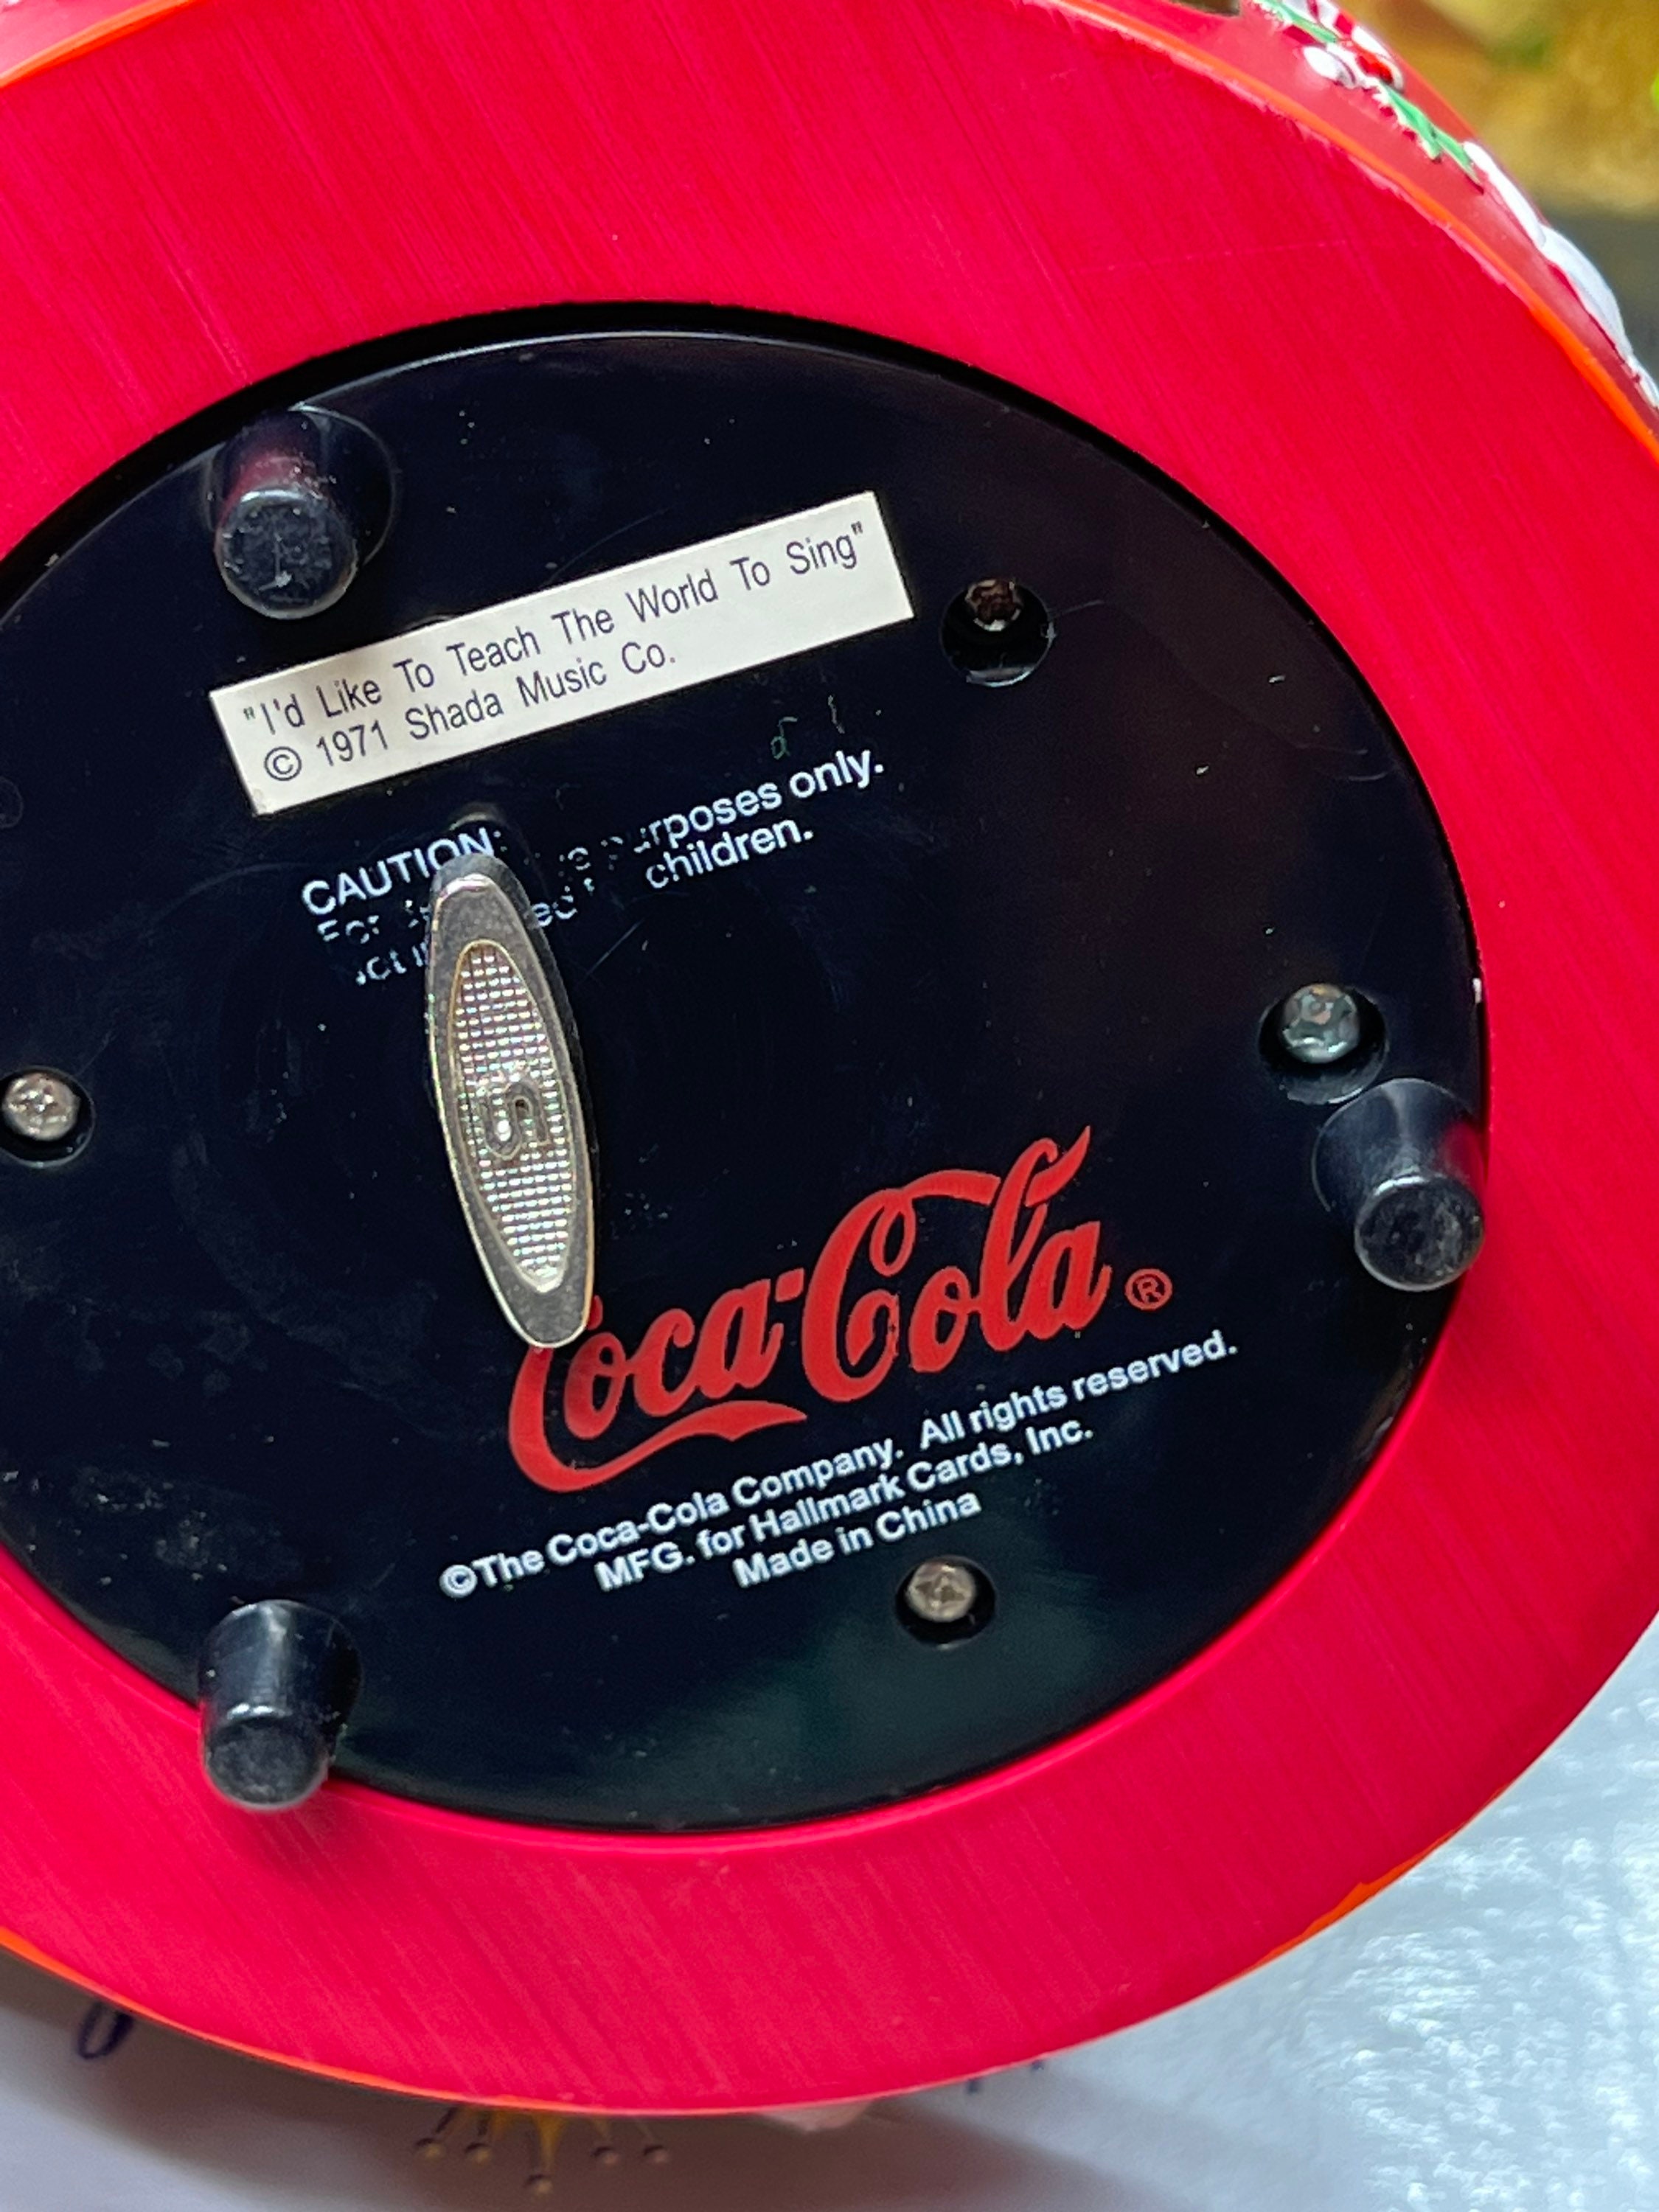 "I'd Like To Teach The World To Sing"
© 1971 Shada Music Co.
CAUTION:
For purposes only.
children.
S
Coca-Cola®
©The Coca-Cola Company. All rights reserved.
MFG. for Hallmark Cards, Inc.
Made in China